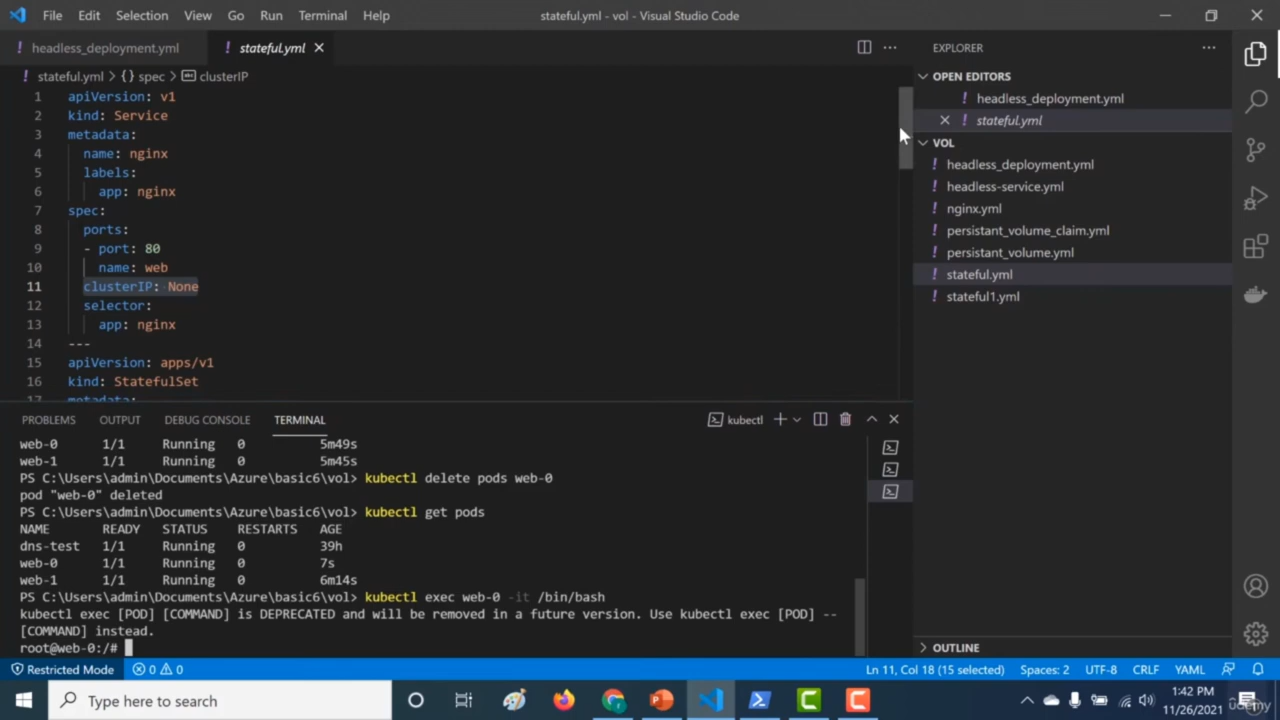 File Edit Selection View Go Run Terminal Help stateful.yml - vol - Visual Studio Code
! headless_deployment.yml ! stateful.yml
stateful.yml > {} spec > clusterIP
1 apiVersion: v1
2 kind: Service
3 metadata:
4 name: nginx
5 labels:
6 app: nginx
7 spec:
8 ports:
9 - port: 80
10 name: web
11 clusterIP: None
12 selector:
13 app: nginx
14 ---
15 apiVersion: apps/v1
16 kind: StatefulSet
17 metadata:
EXPLORER
OPEN EDITORS
! headless_deployment.yml
! stateful.yml
VOL
! headless_deployment.yml
! headless-service.yml
! nginx.yml
! persistant_volume_claim.yml
! persistant_volume.yml
! stateful.yml
! stateful1.yml
OUTLINE
PROBLEMS OUTPUT DEBUG CONSOLE TERMINAL kubectl
web-0 1/1 Running 0 5m49s
web-1 1/1 Running 0 5m45s
PS C:\Users\admin\Documents\Azure\basic6\vol> kubectl delete pods web-0
pod "web-0" deleted
PS C:\Users\admin\Documents\Azure\basic6\vol> kubectl get pods
NAME READY STATUS RESTARTS AGE
dns-test 1/1 Running 0 39h
web-0 1/1 Running 0 7s
web-1 1/1 Running 0 6m14s
PS C:\Users\admin\Documents\Azure\basic6\vol> kubectl exec web-0 -it /bin/bash
kubectl exec [POD] [COMMAND] is DEPRECATED and will be removed in a future version. Use kubectl exec [POD] --
[COMMAND] instead.
root@web-0:/#
Restricted Mode 0 0 Ln 11, Col 18 (15 selected) Spaces: 2 UTF-8 CRLF YAML
Type here to search
1:42 PM
11/26/2021
udemy